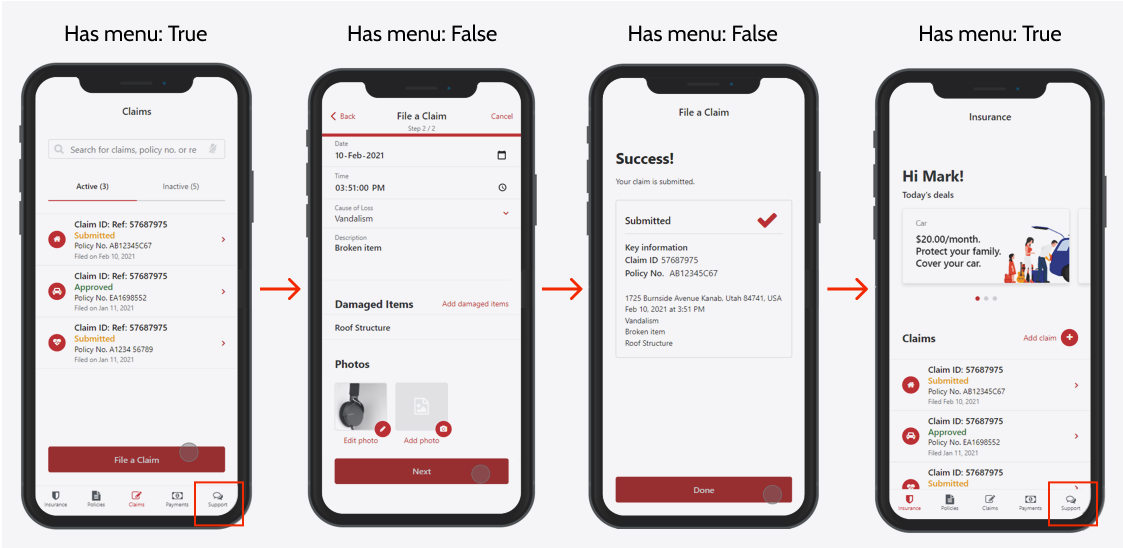 Has menu: True
Claims
Search for claims, policy no. or re
Active (3)
Inactive (5)
Claim ID: Ref: 57687975
Submitted
Policy No. AB12345C67
Filed on Feb 10, 2021
Claim ID: Ref: 57687975
Approved
Policy No. EA1698552
Filed on Jan 11, 2021
Claim ID: Ref: 57687975
Submitted
Policy No. A1234 56789
Filed on Jan 11, 2021
File a Claim
Insurance
Policies
Claims
Payments
Support
Has menu: False
Back
File a Claim
Cancel
Step 2 / 2
Date
10-Feb-2021
Time
03:51:00 PM
Cause of Loss
Vandalism
Description
Broken item
Damaged Items
Add damaged items
Roof Structure
Photos
Edit photo
Add photo
Next
Has menu: False
File a Claim
Success!
Your claim is submitted.
Submitted
Key information
Claim ID 57687975
Policy No. AB12345C67
1725 Burnside Avenue Kanab, Utah 84741, USA
Feb 10, 2021 at 3:51 PM
Vandalism
Broken item
Roof Structure
Done
Has menu: True
Insurance
Hi Mark!
Today's deals
Car
$20.00/month.
Protect your family.
Cover your car.
Claims
Add claim
Claim ID: 57687975
Submitted
Policy No. AB12345C67
Filed Feb 10, 2021
Claim ID: 57687975
Approved
Policy No. EA1698552
Filed Jan 11, 2021
Claim ID: 57687975
Submitted
Insurance
Policies
Claims
Payments
Support